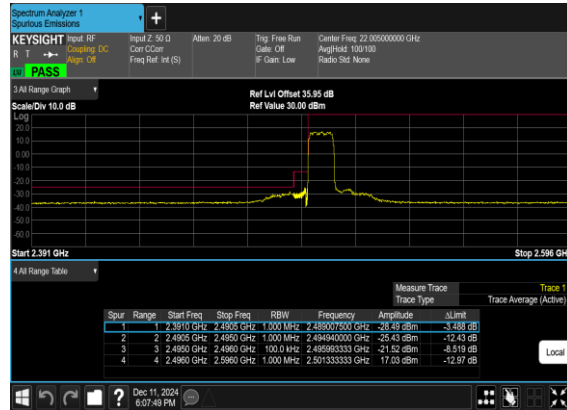 Spectrum Analyzer 1
Spurious Emissions
+
KEYSIGHT Input: RF Input Z: 50 Ω Atten: 20 dB Trig: Free Run Center Freq: 22.005000000 GHz
R T Coupling: DC Corr CCorr Gate: Off Avg|Hold: 100/100
Align: Off Freq Ref: Int (S) IF Gain: Low Radio Std: None
PASS
3 All Range Graph
Ref Lvl Offset 35.95 dB
Scale/Div 10.0 dB Ref Value 30.00 dBm
Log
20.0
10.0
0.00
-10.0
-20.0
-30.0
-40.0
-50.0
-60.0
Start 2.391 GHz Stop 2.596 GHz
4 All Range Table
Measure Trace Trace 1
Trace Type Trace Average (Active)
Spur Range Start Freq Stop Freq RBW Frequency Amplitude ΔLimit
1 1 2.3910 GHz 2.4905 GHz 1.000 MHz 2.489007500 GHz -28.49 dBm -3.488 dB
2 2 2.4905 GHz 2.4950 GHz 1.000 MHz 2.494940000 GHz -25.43 dBm -12.43 dB
3 3 2.4950 GHz 2.4960 GHz 100.0 kHz 2.495993333 GHz -21.52 dBm -8.519 dB
4 4 2.4960 GHz 2.5960 GHz 1.000 MHz 2.501333333 GHz 17.03 dBm -12.97 dB
Local
? Dec 11, 2024
6:07:49 PM